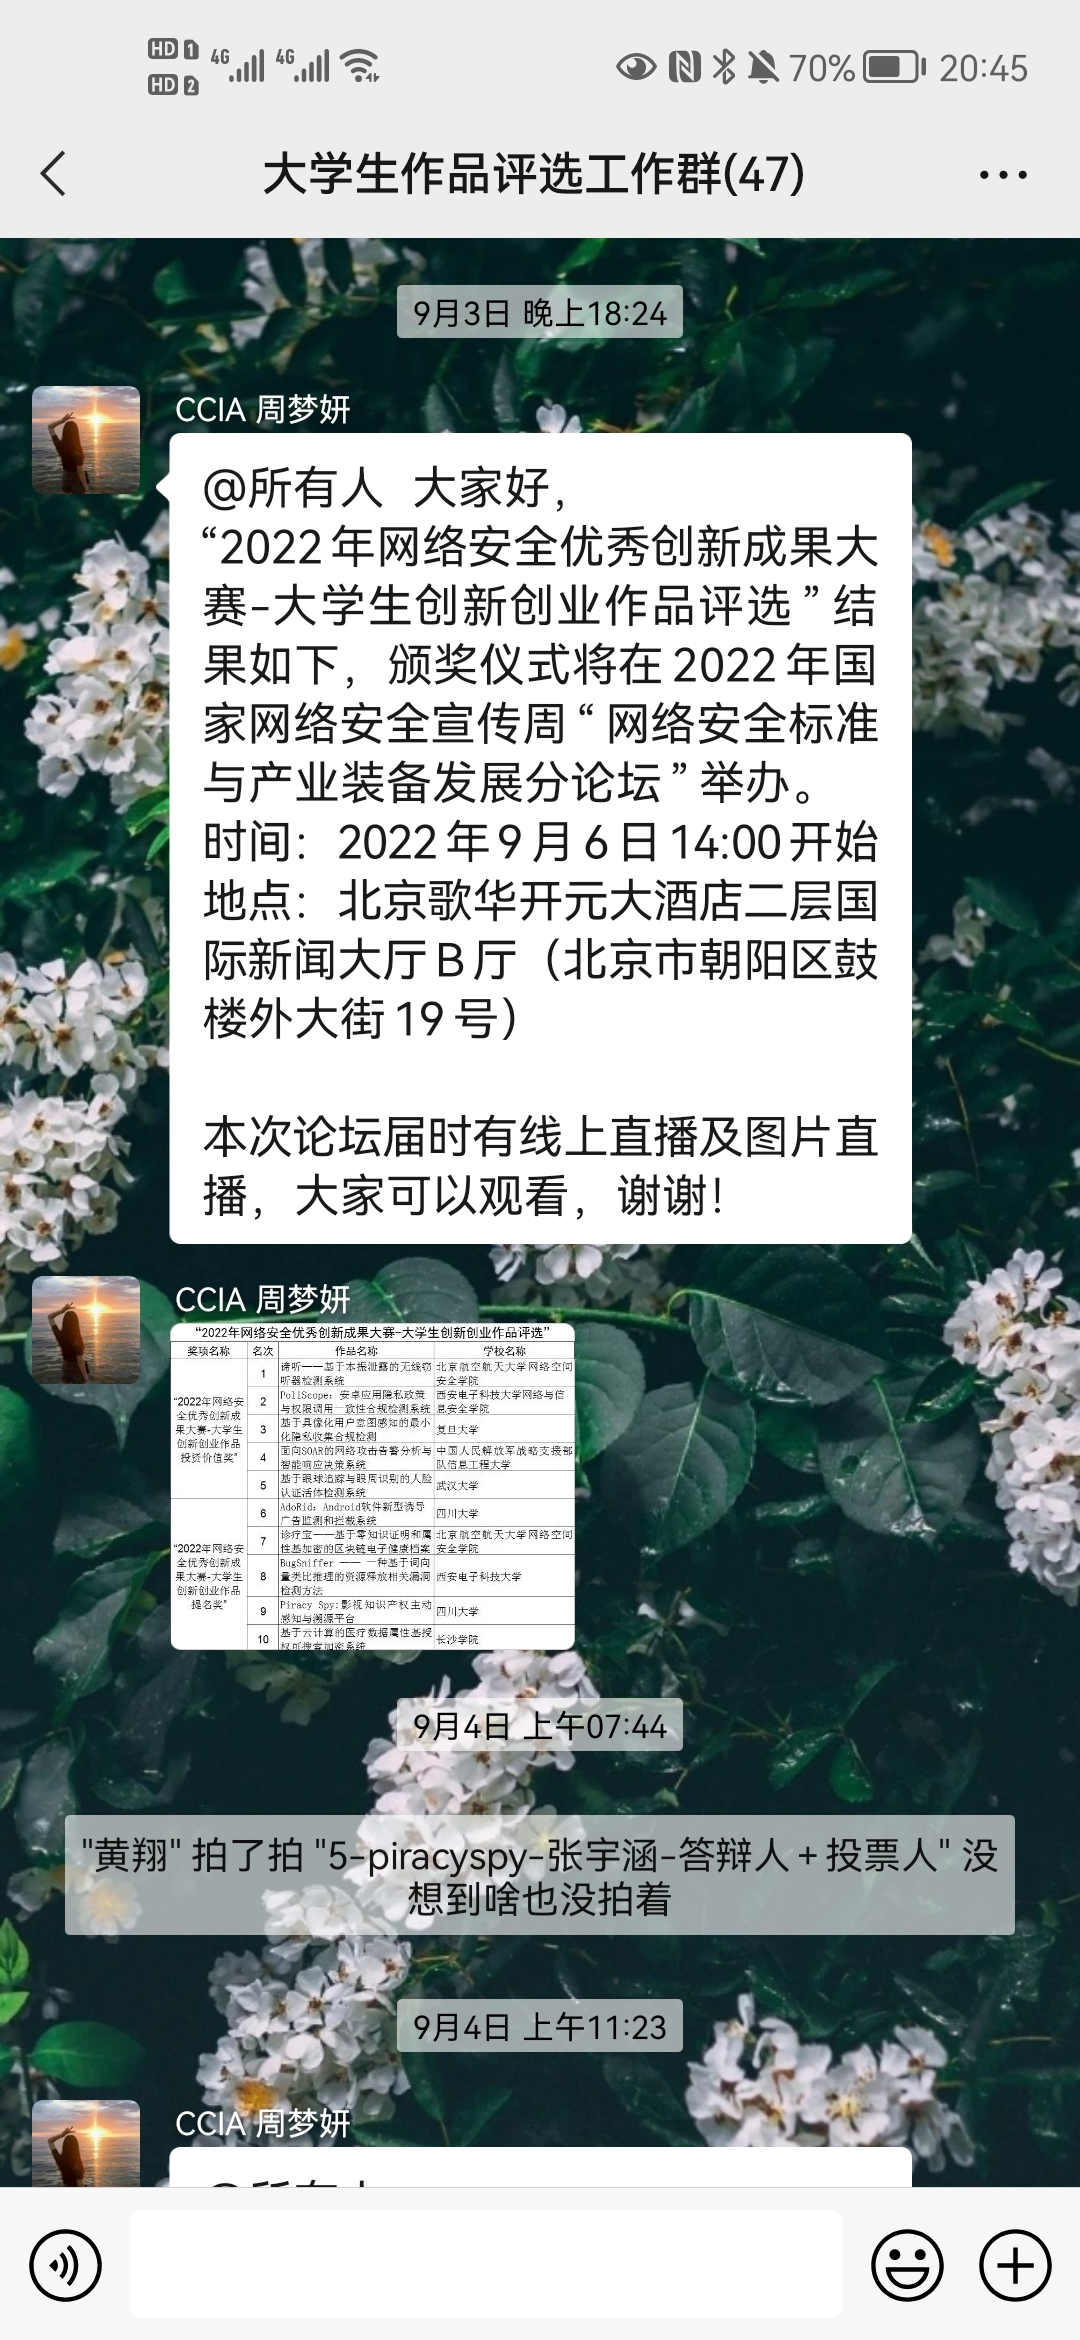 HD 1 4G 4G 70% 20:45
HD 2
大学生作品评选工作群(47)
9月3日 晚上18:24
CCIA 周梦妍
@所有人 大家好，
“2022年网络安全优秀创新成果大
赛-大学生创新创业作品评选”结
果如下，颁奖仪式将在2022年国
家网络安全宣传周“网络安全标准
与产业装备发展分论坛”举办。
时间：2022年9月6日14:00开始
地点：北京歌华开元大酒店二层国
际新闻大厅B厅（北京市朝阳区鼓
楼外大街19号）
本次论坛届时有线上直播及图片直
播，大家可以观看，谢谢！
CCIA 周梦妍
“2022年网络安全优秀创新成果大赛-大学生创新创业作品评选”
奖项名称 名次 作品名称 学校名称
“2022年网络安
全优秀创新成
果大赛-大学生
创新创业作品
投资价值奖”
1 谛听——基于本振泄露的无线窃 北京航空航天大学网络空间
听器检测系统 安全学院
2 PoliScope：安卓应用隐私政策 西安电子科技大学网络与信
与权限调用一致性合规检测系统 息安全学院
3 基于具像化用户意图感知的最小 复旦大学
化隐私收集合规检测
4 面向SOAR的网络攻击告警分析与 中国人民解放军战略支援部
智能响应决策系统 队信息工程大学
5 基于眼球追踪与眼周识别的人脸 武汉大学
认证活体检测系统
“2022年网络安
全优秀创新成
果大赛-大学生
创新创业作品
提名奖”
6 AdoRid：Android软件新型诱导 四川大学
广告监测和拦截系统
7 诊疗宝——基于零知识证明和属 北京航空航天大学网络空间
性基加密的区块链电子健康档案 安全学院
8 BugSniffer —— 一种基于词向 西安电子科技大学
量类比推理的资源释放相关漏洞
检测方法
9 Piracy Spy:影视知识产权主动 四川大学
感知与溯源平台
10 基于云计算的医疗数据属性基授 长沙学院
权可搜索加密系统
9月4日 上午07:44
"黄翔" 拍了拍 "5-piracyspy-张宇涵-答辩人+投票人" 没
想到啥也没拍着
9月4日 上午11:23
CCIA 周梦妍